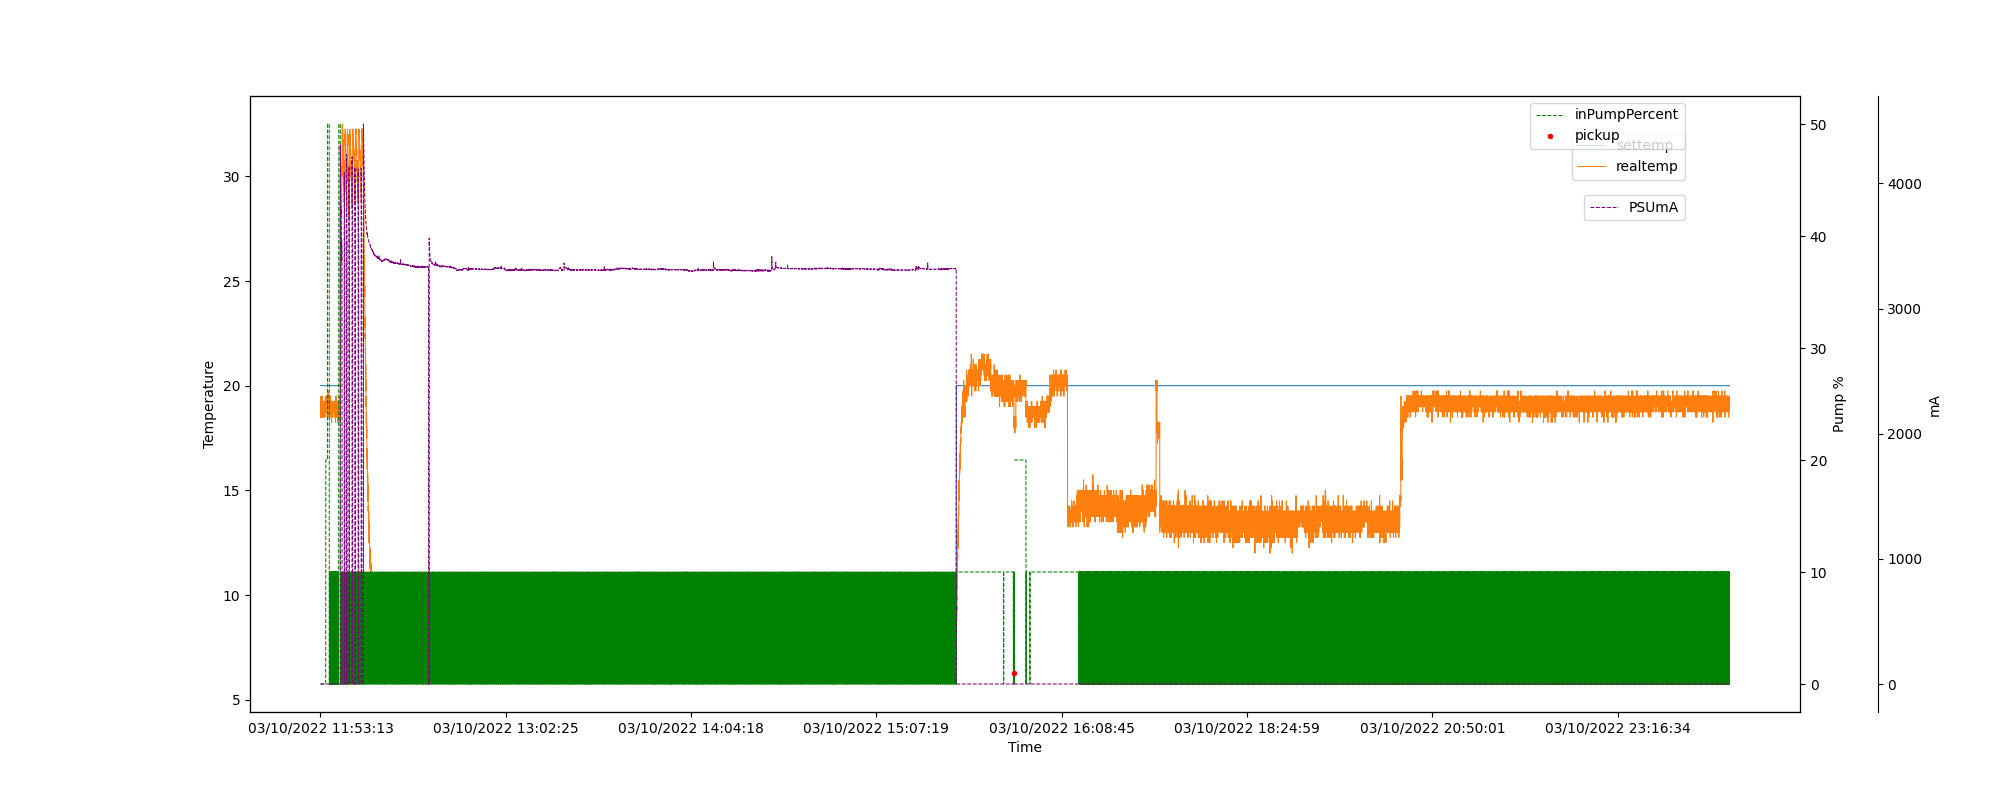 inPumpPercent
pickup
settemp
realtemp
PSUmA
30
25
20
15
10
5
Temperature
50
40
30
20
10
0
Pump %
4000
3000
2000
1000
0
mA
03/10/2022 11:53:13
03/10/2022 13:02:25
03/10/2022 14:04:18
03/10/2022 15:07:19
03/10/2022 16:08:45
03/10/2022 18:24:59
03/10/2022 20:50:01
03/10/2022 23:16:34
Time